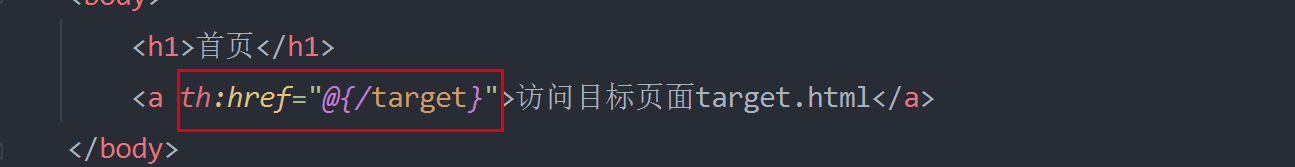 <body>
<h1>首页</h1>
<a th:href="@{/target}">访问目标页面target.html</a>
</body>